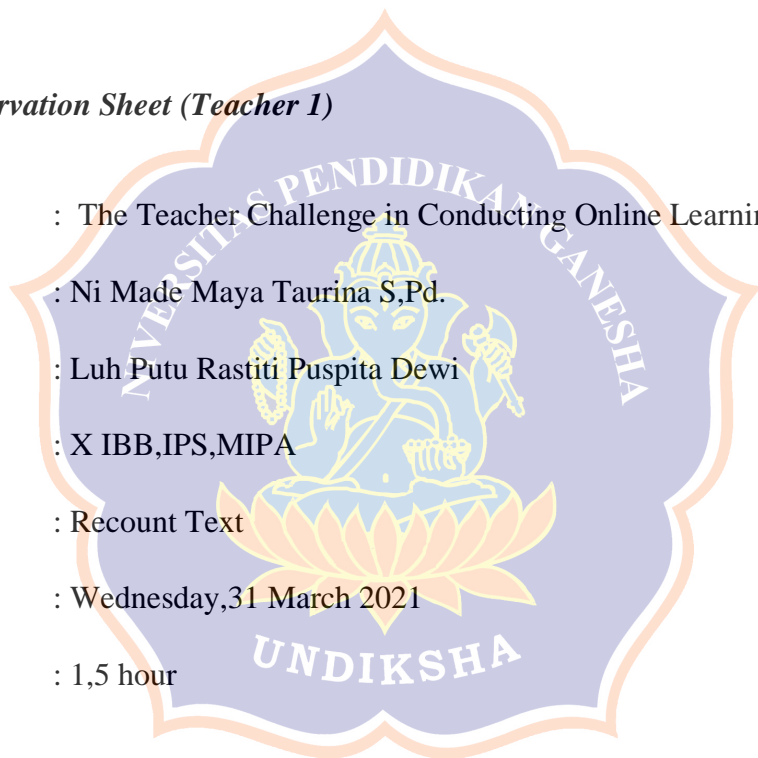 rvation Sheet (Teacher 1)
: The Teacher Challenge in Conducting Online Learnin
: Ni Made Maya Taurina S,Pd.
: Luh Putu Rastiti Puspita Dewi
: X IBB,IPS,MIPA
: Recount Text
: Wednesday,31 March 2021
: 1,5 hour
NIVERSITAS PENDIDIKAN GANESHA
UNDIKSHA